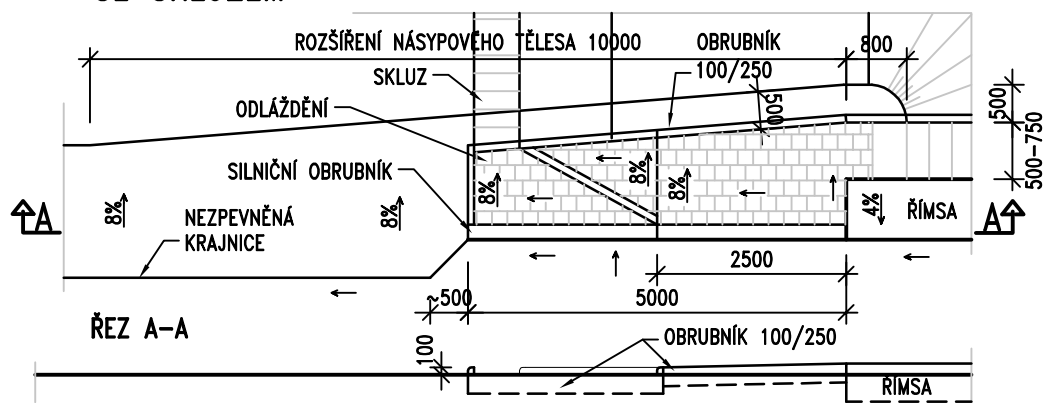 ROZŠÍŘENÍ NÁSYPOVÉHO TĚLESA 10000
OBRUBNÍK
100/250
800
SKLUZ
ODLÁŽDĚNÍ
500
500
500-750
SILNIČNÍ OBRUBNÍK
8%
8%
8%
8%
8%
4%
ŘÍMSA
A
A
NEZPEVNĚNÁ
KRAJNICE
2500
~500
5000
ŘEZ A-A
OBRUBNÍK 100/250
100
ŘÍMSA